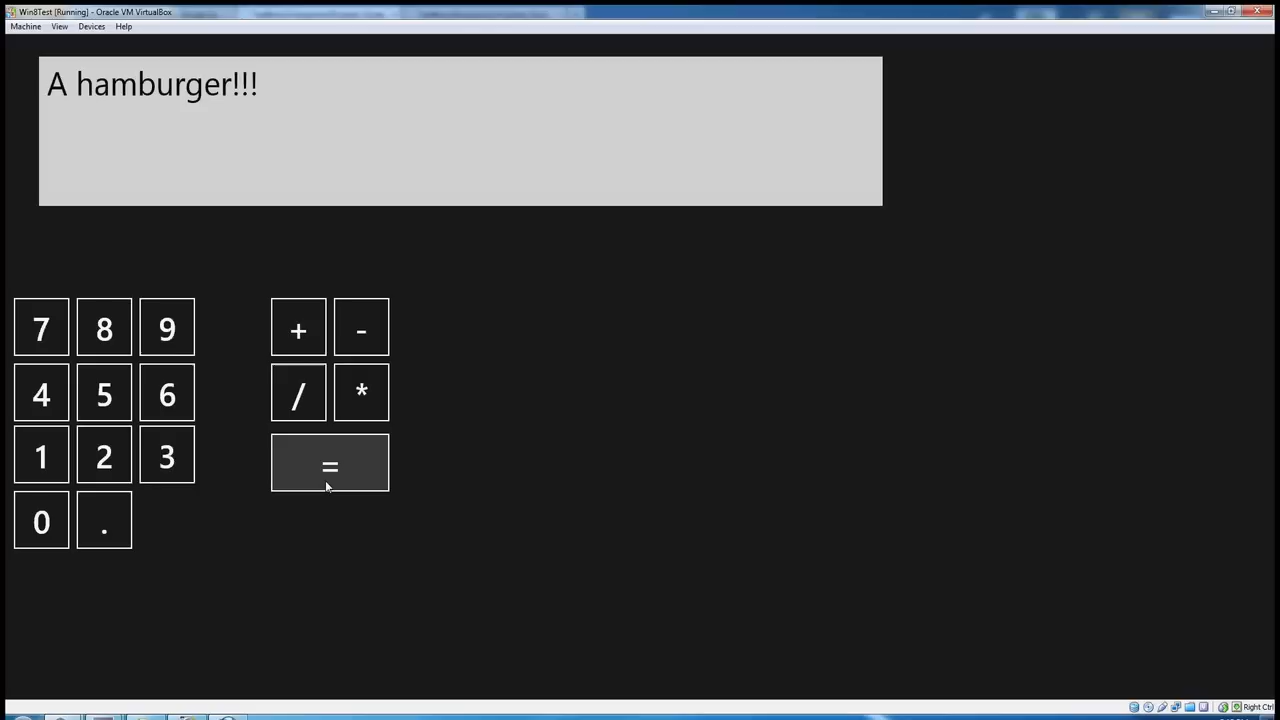 Win8Test [Running] - Oracle VM VirtualBox
Machine View Devices Help
A hamburger!!!
7 8 9 + -
4 5 6 / *
1 2 3 =
0 .
Right Ctrl